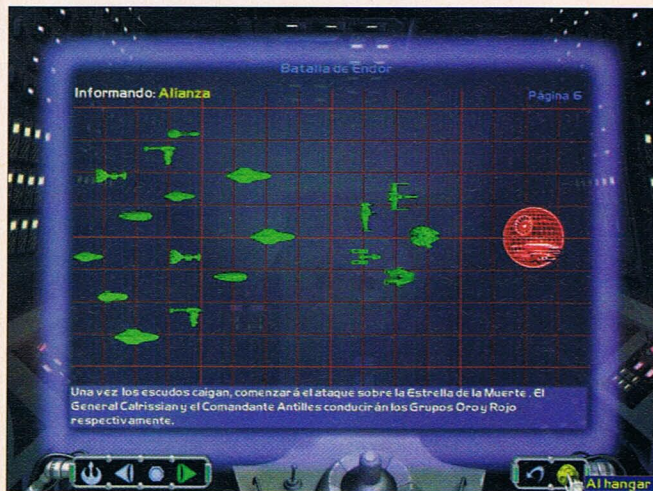 Batalla de Endor
Informando: Alianza
Página 6
Una vez los escudos caigan, comenzará el ataque sobre la Estrella de la Muerte. El
General Calrissian y el Comandante Antilles conducirán los Grupos Oro y Rojo
respectivamente.
Al hangar